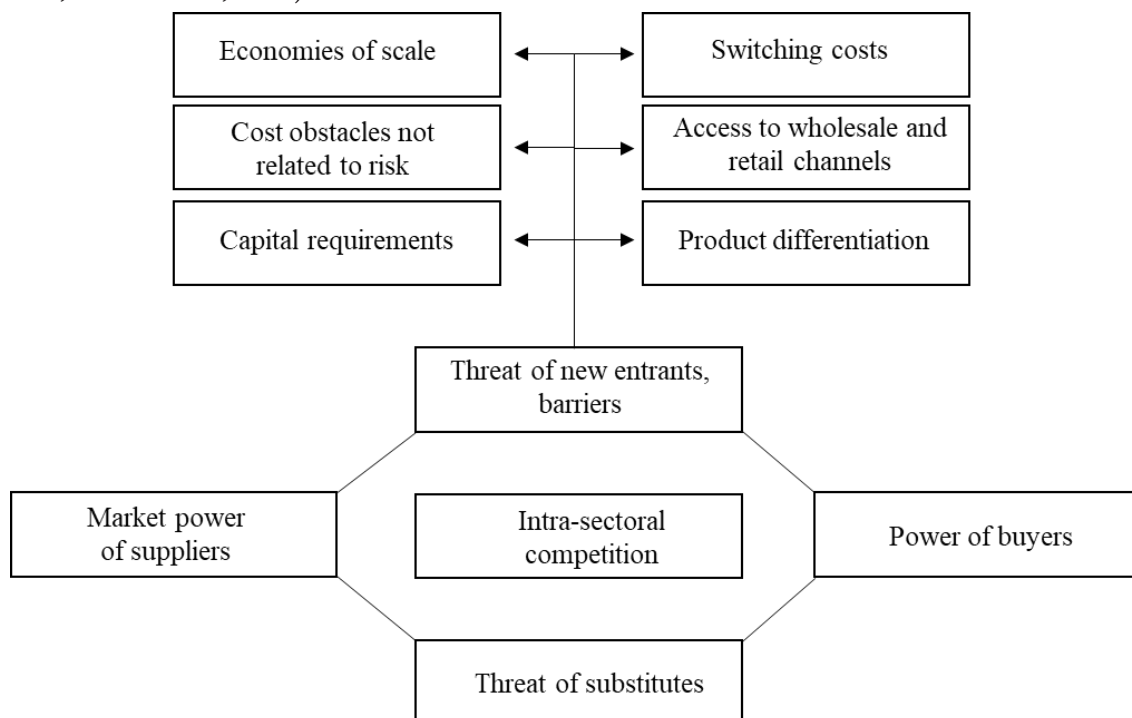 Economies of scale
Switching costs
Cost obstacles not
related to risk
Access to wholesale and
retail channels
Capital requirements
Product differentiation
Threat of new entrants,
barriers
Market power
of suppliers
Intra-sectoral
competition
Power of buyers
Threat of substitutes